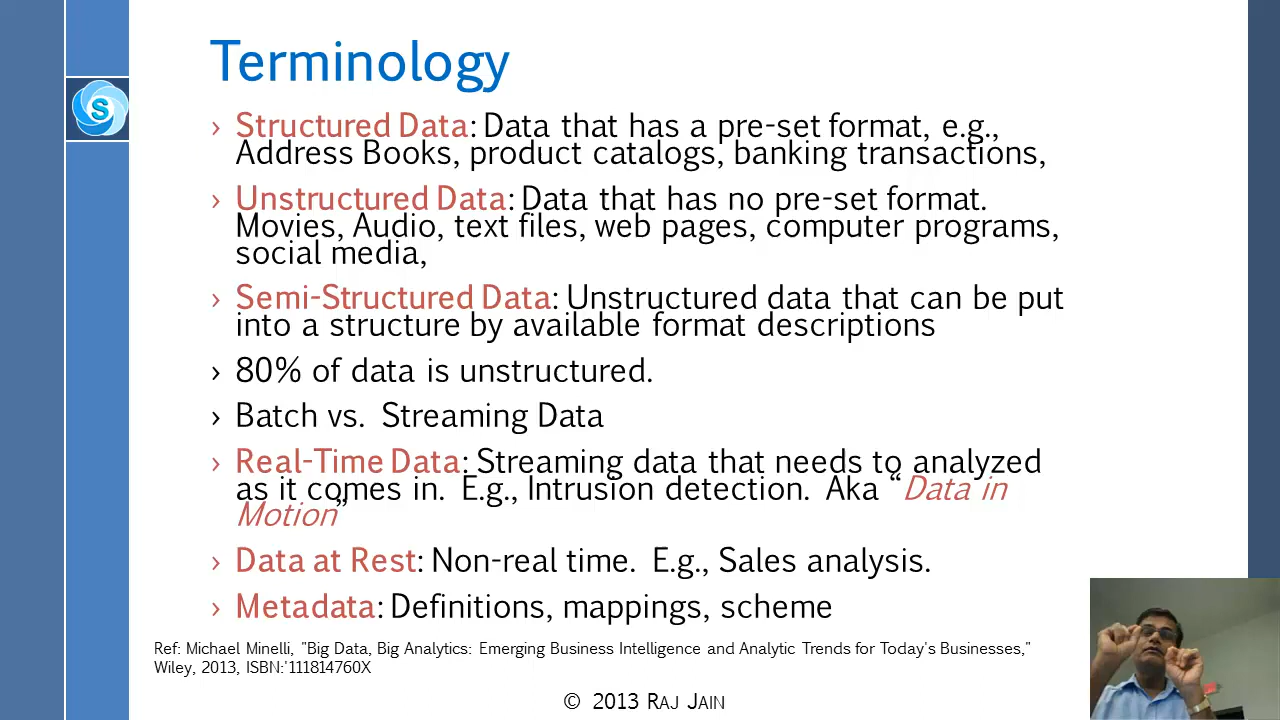 Terminology
S
› Structured Data: Data that has a pre-set format, e.g.,
Address Books, product catalogs, banking transactions,
› Unstructured Data: Data that has no pre-set format.
Movies, Audio, text files, web pages, computer programs,
social media,
› Semi-Structured Data: Unstructured data that can be put
into a structure by available format descriptions
› 80% of data is unstructured.
› Batch vs. Streaming Data
› Real-Time Data: Streaming data that needs to analyzed
as it comes in. E.g., Intrusion detection. Aka “Data in
Motion”
› Data at Rest: Non-real time. E.g., Sales analysis.
› Metadata: Definitions, mappings, scheme
Ref: Michael Minelli, "Big Data, Big Analytics: Emerging Business Intelligence and Analytic Trends for Today's Businesses,"
Wiley, 2013, ISBN:'111814760X
© 2013 RAJ JAIN